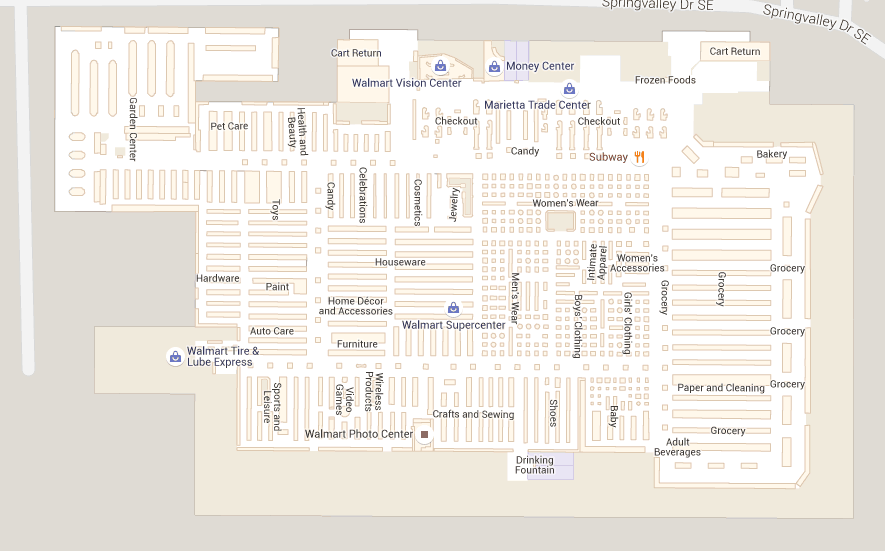 Springvalley Dr SE
Springvalley Dr SE
Cart Return
Cart Return
Money Center
Walmart Vision Center
Frozen Foods
Marietta Trade Center
Garden Center
Pet Care
Health and
Beauty
Checkout
Checkout
Candy
Subway
Bakery
Toys
Candy
Celebrations
Cosmetics
Jewelry
Women's Wear
Houseware
Intimate
Apparel
Women's
Accessories
Grocery
Grocery
Grocery
Hardware
Paint
Home Décor
and Accessories
Men's Wear
Boys' Clothing
Girls' Clothing
Walmart Supercenter
Auto Care
Grocery
Furniture
Walmart Tire &
Lube Express
Sports and
Leisure
Video
Games
Wireless
Products
Paper and Cleaning
Grocery
Crafts and Sewing
Shoes
Baby
Walmart Photo Center
Grocery
Adult
Beverages
Drinking
Fountain